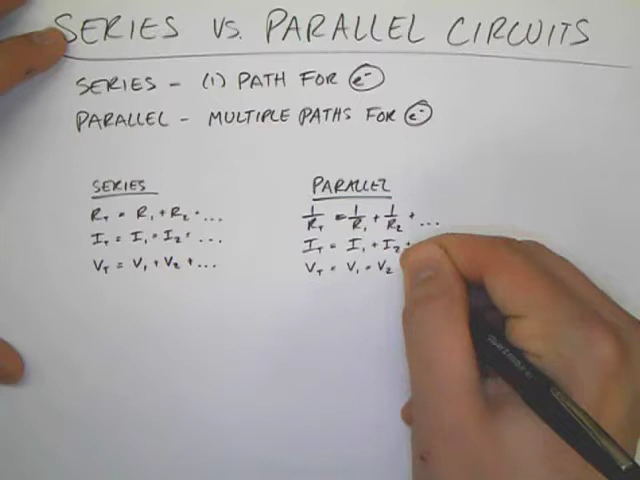 SERIES VS. PARALLEL CIRCUITS
SERIES - (1) PATH FOR e⁻
PARALLEL - MULTIPLE PATHS FOR e⁻
SERIES
R_T = R_1 + R_2 + ...
I_T = I_1 = I_2 = ...
V_T = V_1 + V_2 + ...
PARALLEL
1/R_T = 1/R_1 + 1/R_2 + ...
I_T = I_1 + I_2 +
V_T = V_1 = V_2